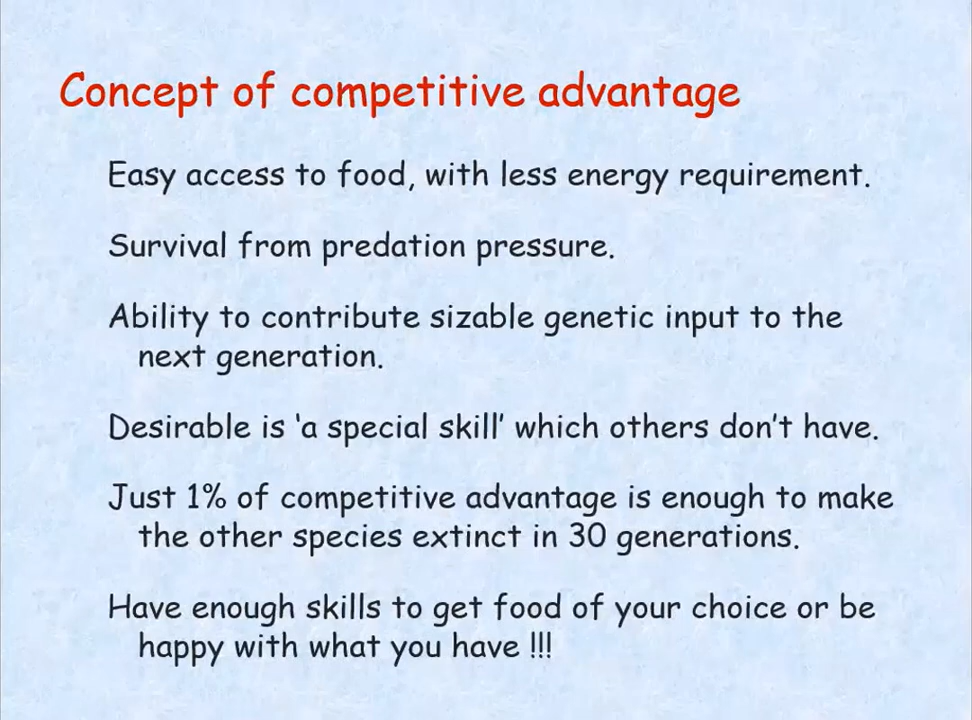 Concept of competitive advantage
Easy access to food, with less energy requirement.
Survival from predation pressure.
Ability to contribute sizable genetic input to the
next generation.
Desirable is ‘a special skill’ which others don’t have.
Just 1% of competitive advantage is enough to make
the other species extinct in 30 generations.
Have enough skills to get food of your choice or be
happy with what you have !!!